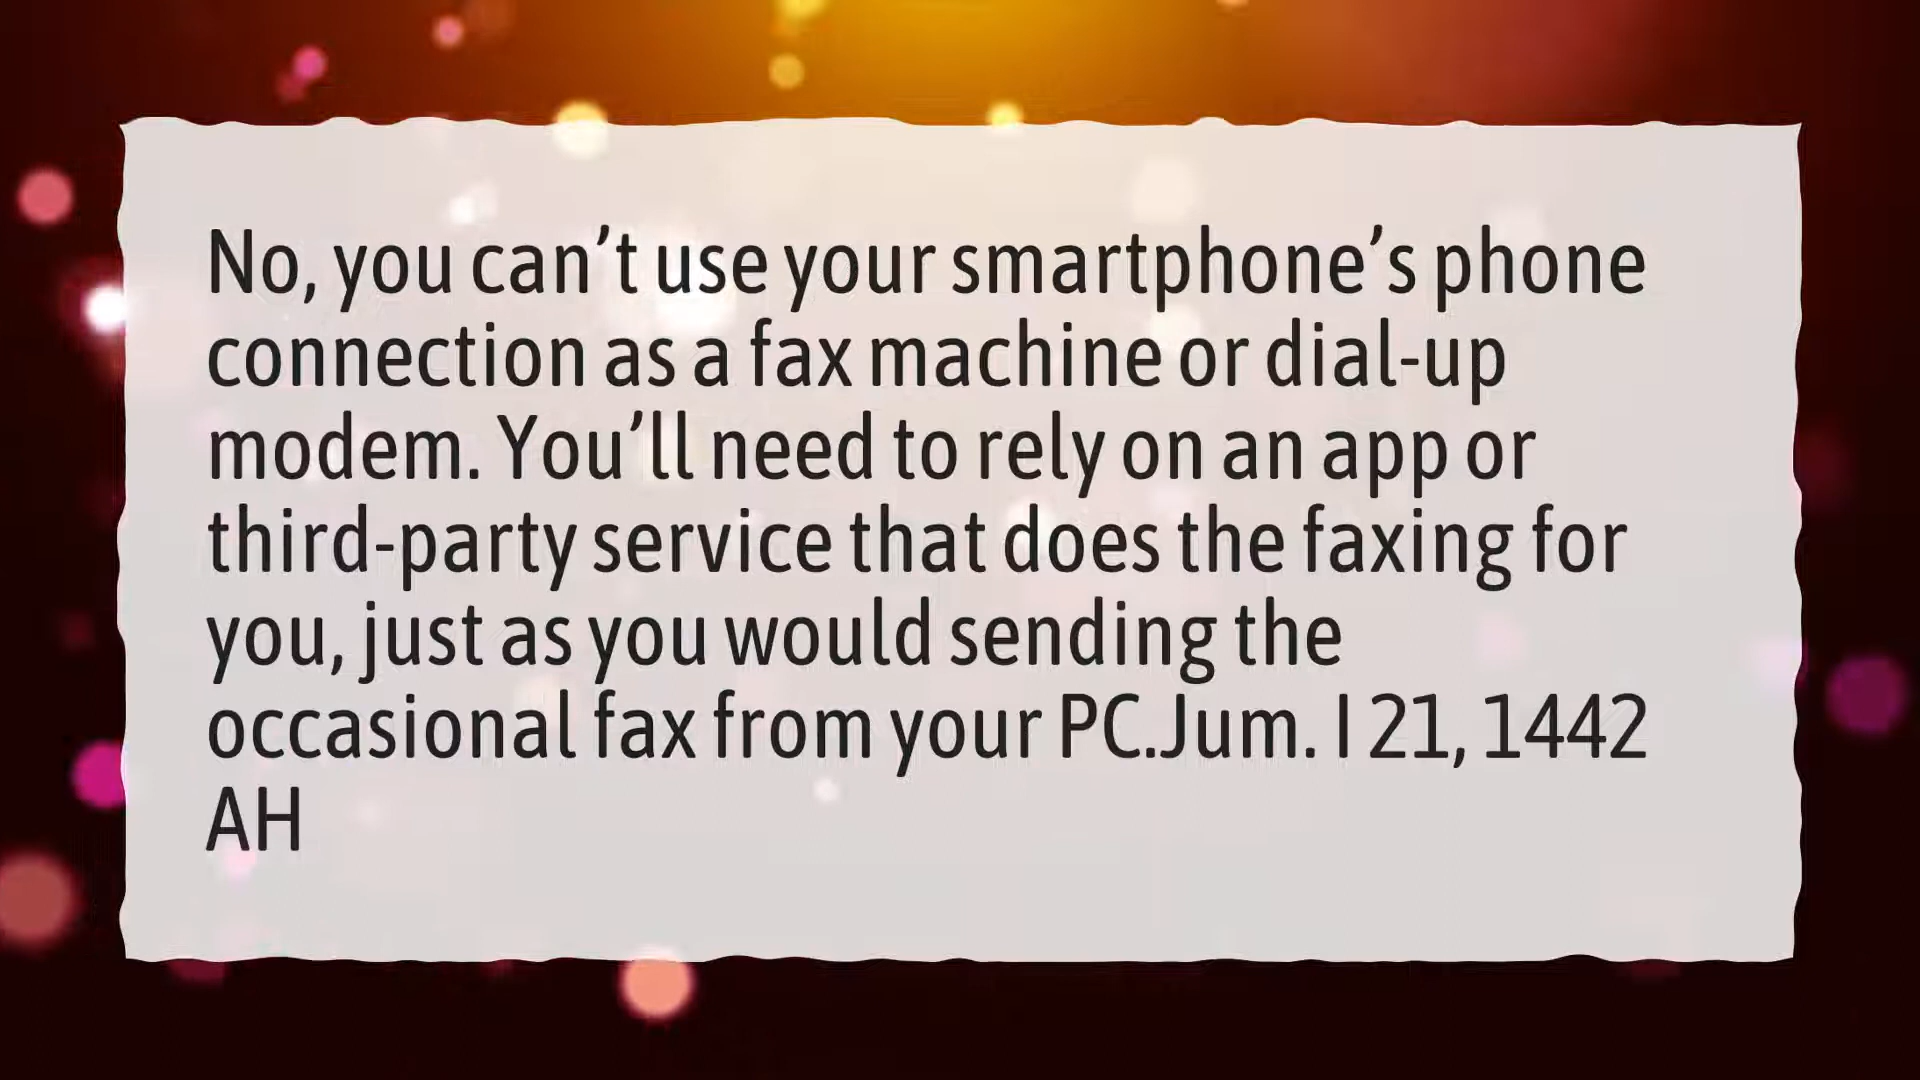 No, you can’t use your smartphone’s phone
connection as a fax machine or dial-up
modem. You’ll need to rely on an app or
third-party service that does the faxing for
you, just as you would sending the
occasional fax from your PC.Jum. I 21, 1442
AH